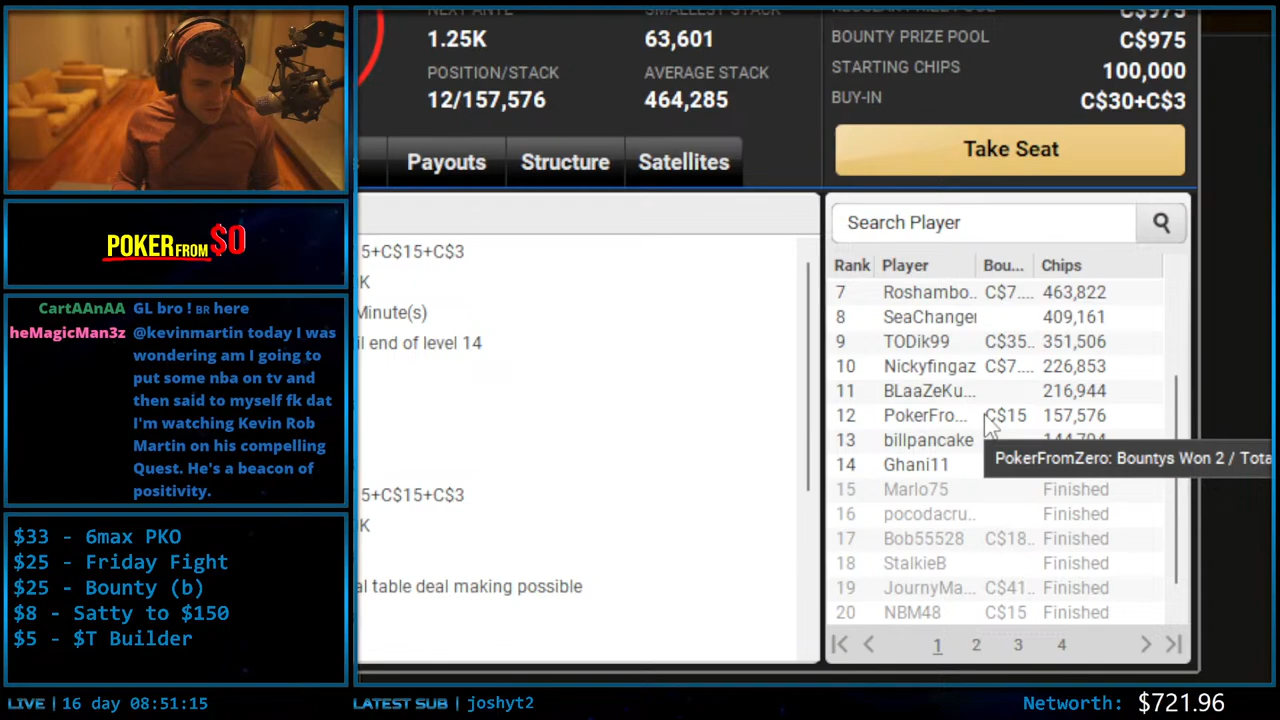 1.25K
63,601
POSITION/STACK
AVERAGE STACK
12/157,576
464,285
C$975
BOUNTY PRIZE POOL C$975
STARTING CHIPS 100,000
BUY-IN C$30+C$3
Take Seat
Payouts Structure Satellites
POKER FROM $0
CartAAnAA GL bro ! BR here
heMagicMan3z @kevinmartin today I was
wondering am I going to
put some nba on tv and
then said to myself fk dat
I'm watching Kevin Rob
Martin on his compelling
Quest. He's a beacon of
positivity.
$33 - 6max PKO
$25 - Friday Fight
$25 - Bounty (b)
$8 - Satty to $150
$5 - $T Builder
5+C$15+C$3
K
Minute(s)
il end of level 14
5+C$15+C$3
K
al table deal making possible
Search Player
Rank Player Bou... Chips
7 Roshambo.. C$7.... 463,822
8 SeaChanger 409,161
9 TODik99 C$35.. 351,506
10 Nickyfingaz C$7.... 226,853
11 BLaaZeKu... 216,944
12 PokerFro... C$15 157,576
13 billpancake
PokerFromZero: Bountys Won 2 / Tota
14 Ghani11
15 Marlo75 Finished
16 pocodacru.. Finished
17 Bob55528 C$18.. Finished
18 StalkieB Finished
19 JournyMa... C$41.. Finished
20 NBM48 C$15 Finished
1 2 3 4
LIVE | 16 day 08:51:15
LATEST SUB | joshyt2
Networth: $721.96